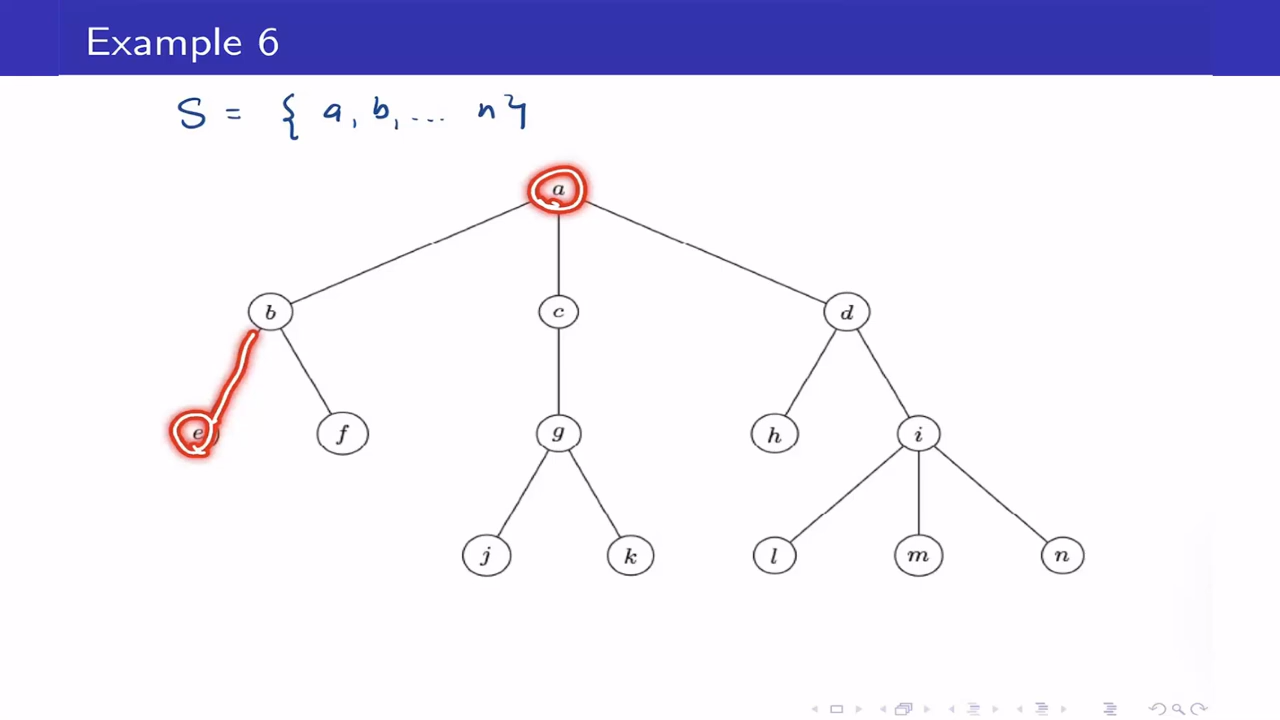 Example 6
S = { a, b, ... n }
a
b c d
e f g h i
j k l m n